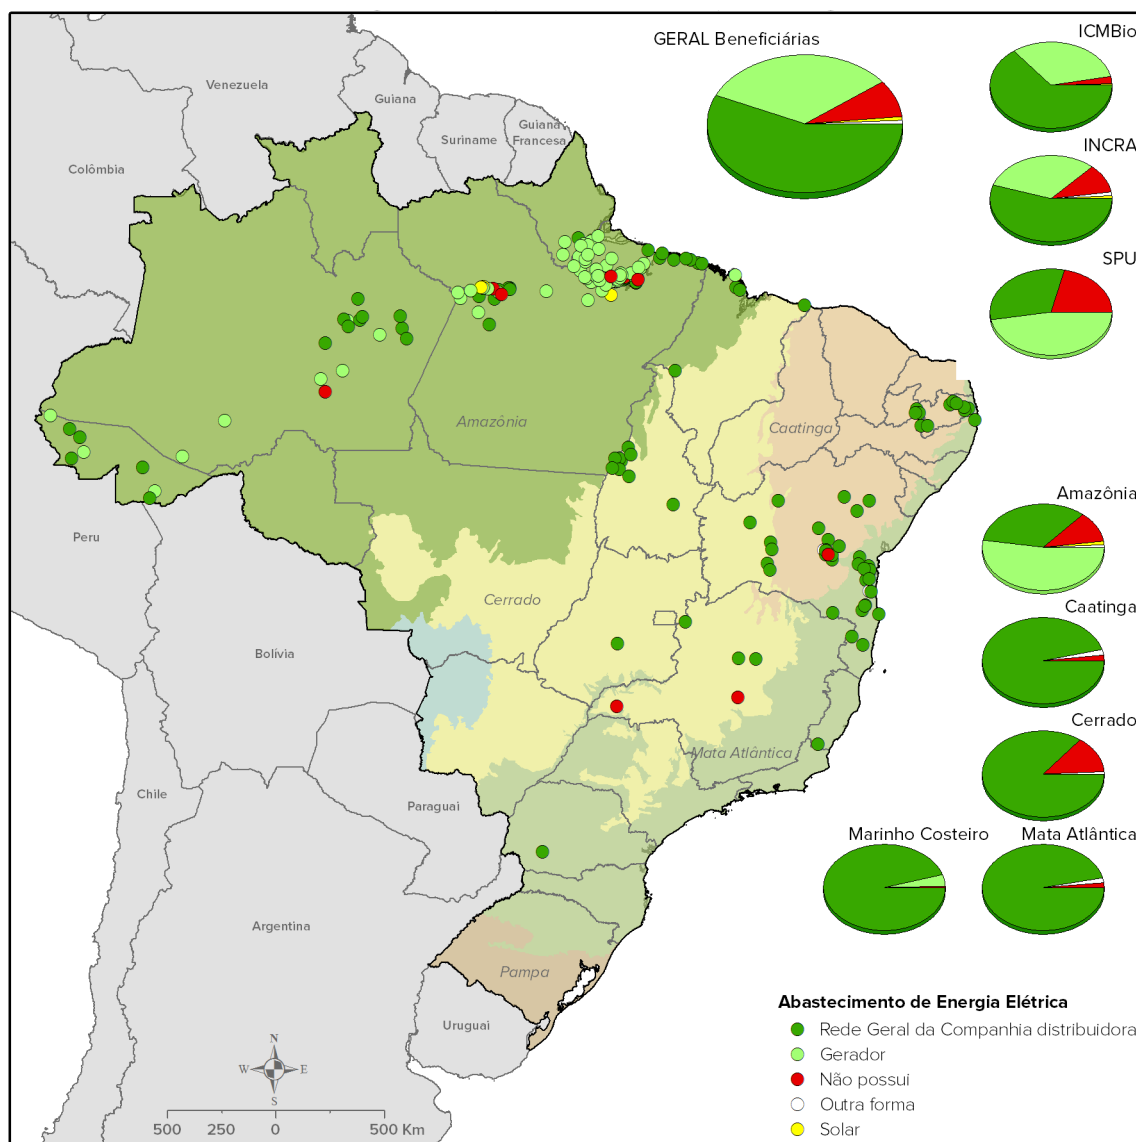 GERAL Beneficiárias
ICMBio
Venezuela
Guiana
Suriname
Guiana
Francesa
Colômbia
INCRA
SPU
Amazônia
Caatinga
Amazônia
Peru
Cerrado
Caatinga
Bolívia
Cerrado
Mata Atlântica
Chile
Paraguai
Marinho Costeiro
Mata Atlântica
Argentina
Pampa
Uruguai
Abastecimento de Energia Elétrica
Rede Geral da Companhia distribuidora
Gerador
Não possui
Outra forma
Solar
N
W
E
S
500 250 0 500 Km